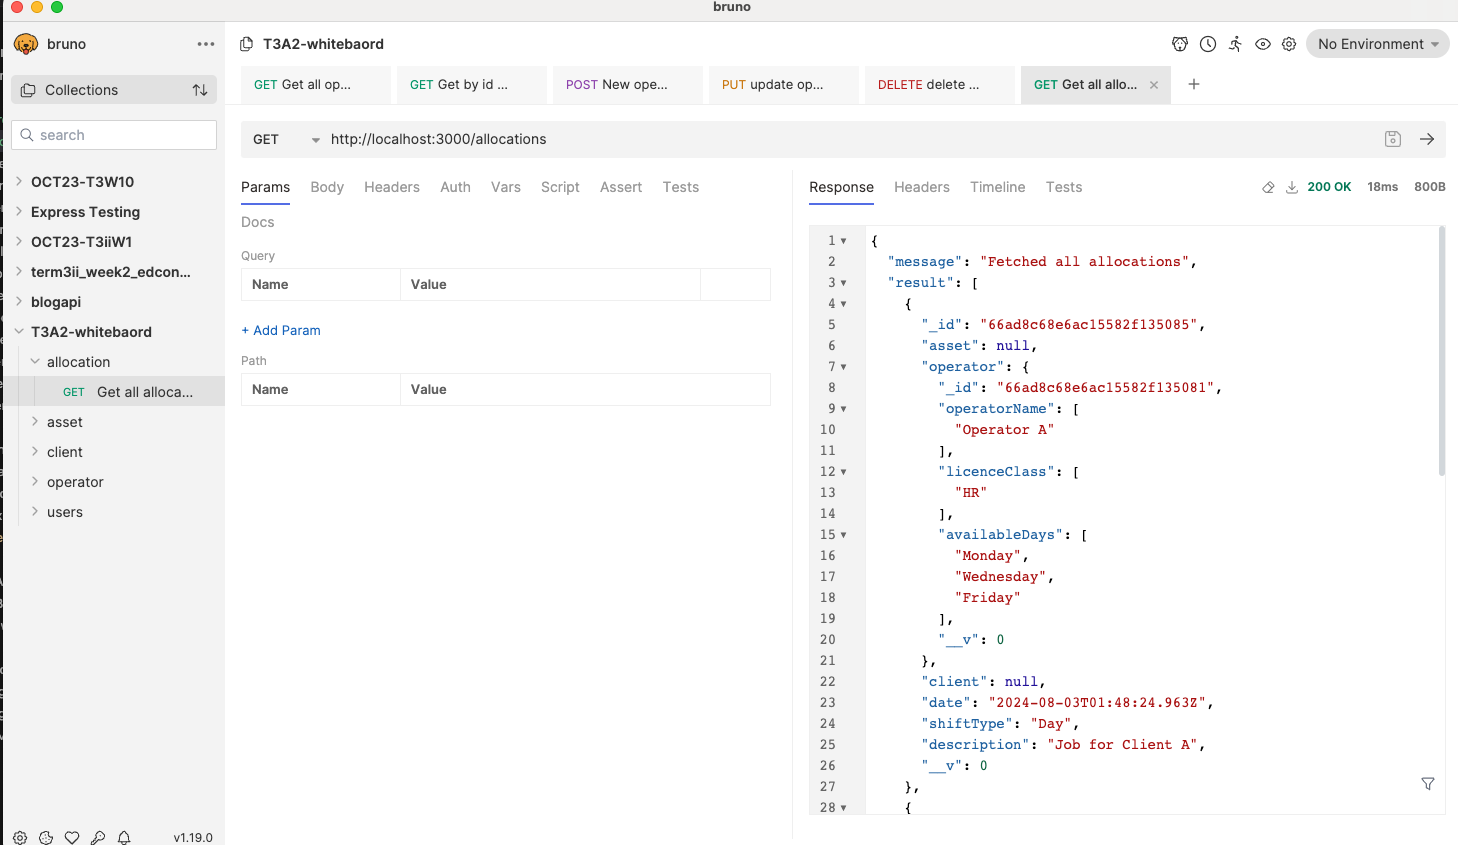 bruno
bruno
T3A2-whitebaord
No Environment
Collections
search
OCT23-T3W10
Express Testing
OCT23-T3iiW1
term3ii_week2_edcon...
blogapi
T3A2-whitebaord
allocation
GET Get all alloca...
asset
client
operator
users
v1.19.0
GET Get all op...
GET Get by id ...
POST New ope...
PUT update op...
DELETE delete ...
GET Get all allo...
GET http://localhost:3000/allocations
Params Body Headers Auth Vars Script Assert Tests
Docs
Query
Name Value
+ Add Param
Path
Name Value
Response Headers Timeline Tests 200 OK 18ms 800B
1 {
2 "message": "Fetched all allocations",
3 "result": [
4 {
5 "_id": "66ad8c68e6ac15582f135085",
6 "asset": null,
7 "operator": {
8 "_id": "66ad8c68e6ac15582f135081",
9 "operatorName": [
10 "Operator A"
11 ],
12 "licenceClass": [
13 "HR"
14 ],
15 "availableDays": [
16 "Monday",
17 "Wednesday",
18 "Friday"
19 ],
20 "__v": 0
21 },
22 "client": null,
23 "date": "2024-08-03T01:48:24.963Z",
24 "shiftType": "Day",
25 "description": "Job for Client A",
26 "__v": 0
27 },
28 {